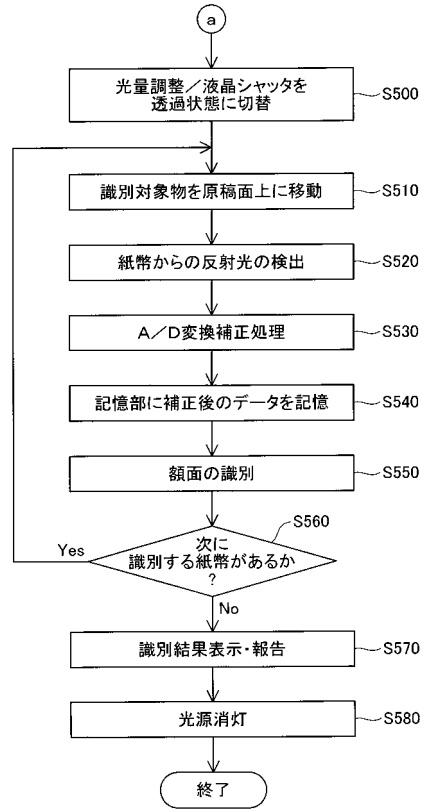 a
光量調整/液晶シャッタを
透過状態に切替
S500
識別対象物を原稿面上に移動
S510
紙幣からの反射光の検出
S520
A/D変換補正処理
S530
記憶部に補正後のデータを記憶
S540
額面の識別
S550
S560
Yes
次に
識別する紙幣があるか
?
No
識別結果表示・報告
S570
光源消灯
S580
終了